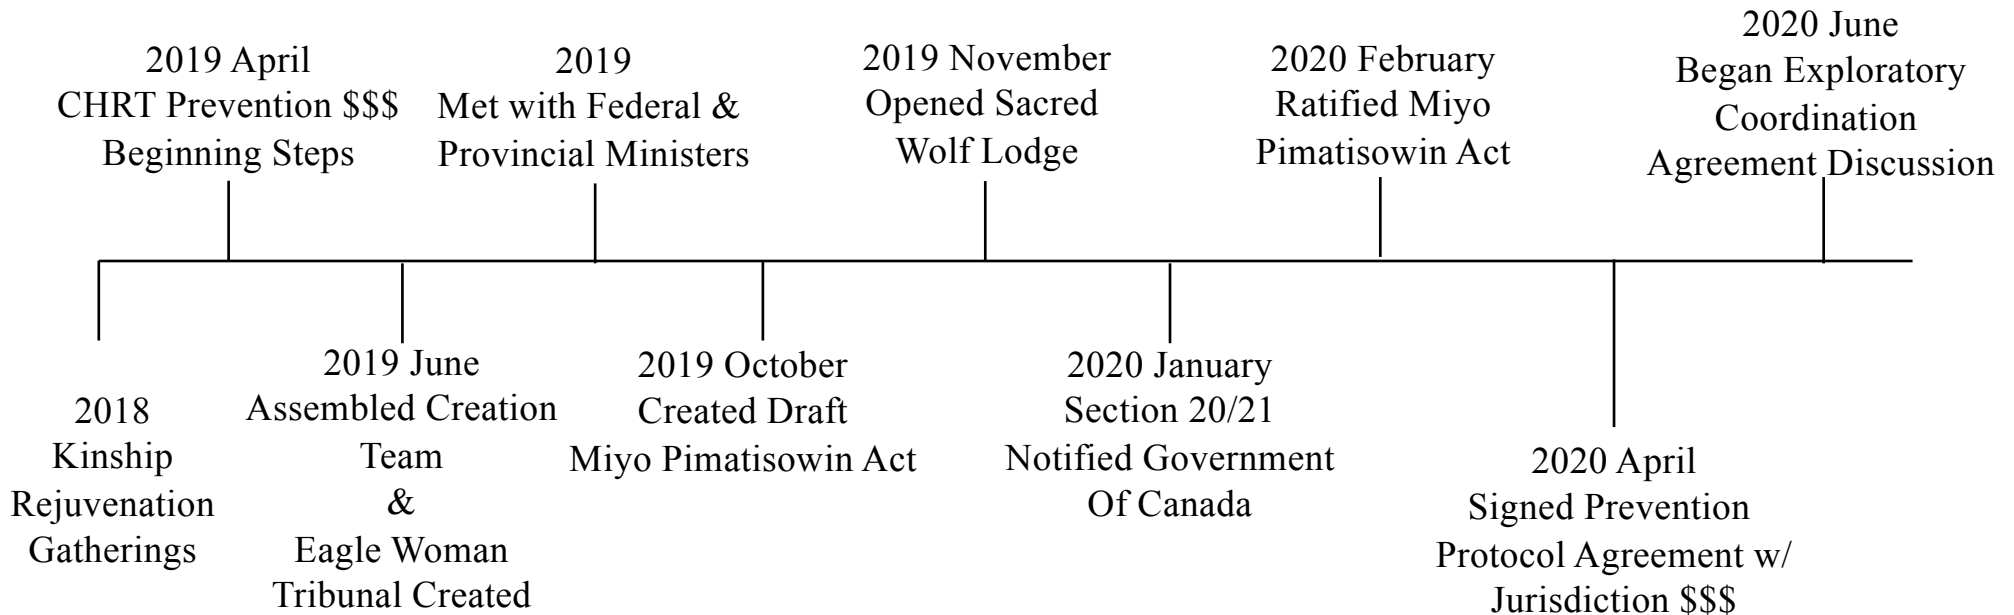 2018
Kinship
Rejuvenation
Gatherings
2019 April
CHRT Prevention $$$
Beginning Steps
2019 June
Assembled Creation
Team
&
Eagle Woman
Tribunal Created
2019
Met with Federal &
Provincial Ministers
2019 October
Created Draft
Miyo Pimatisowin Act
2019 November
Opened Sacred
Wolf Lodge
2020 January
Section 20/21
Notified Government
Of Canada
2020 February
Ratified Miyo
Pimatisowin Act
2020 April
Signed Prevention
Protocol Agreement w/
Jurisdiction $$$
2020 June
Began Exploratory
Coordination
Agreement Discussion